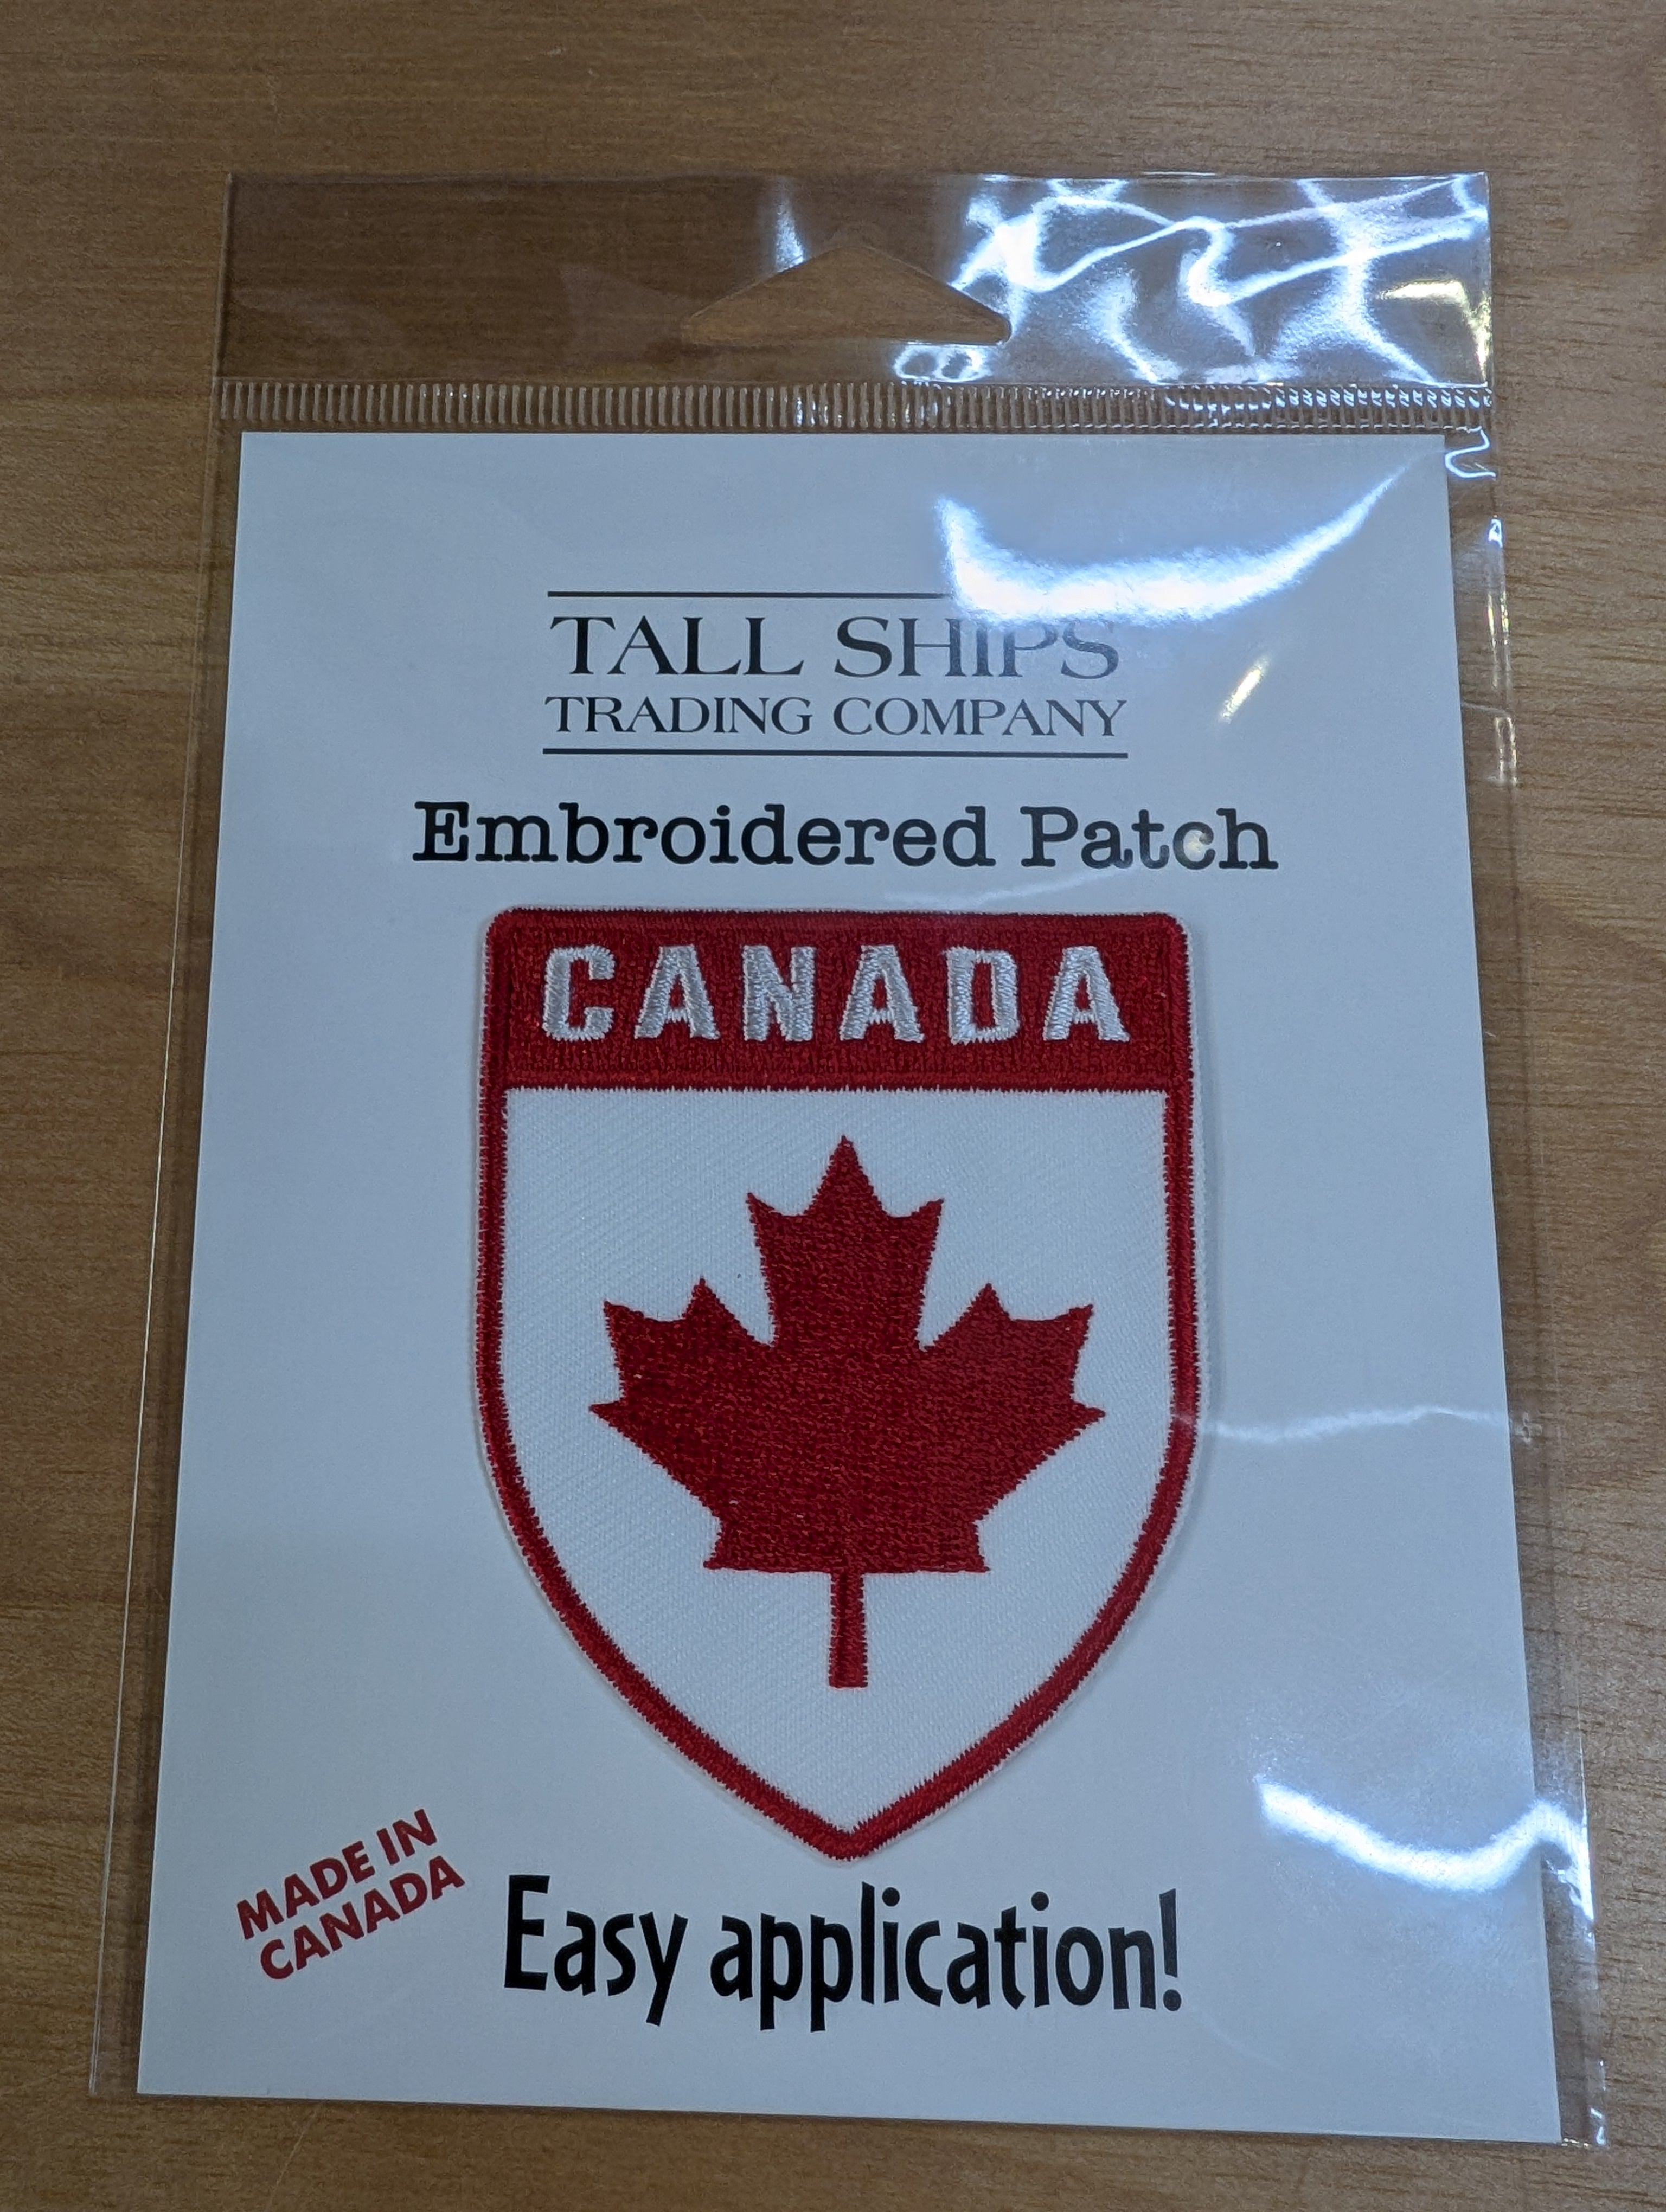 TALL SHIPS
TRADING COMPANY
Embroidered Patch
CANADA
MADE IN
CANADA
Easy application!